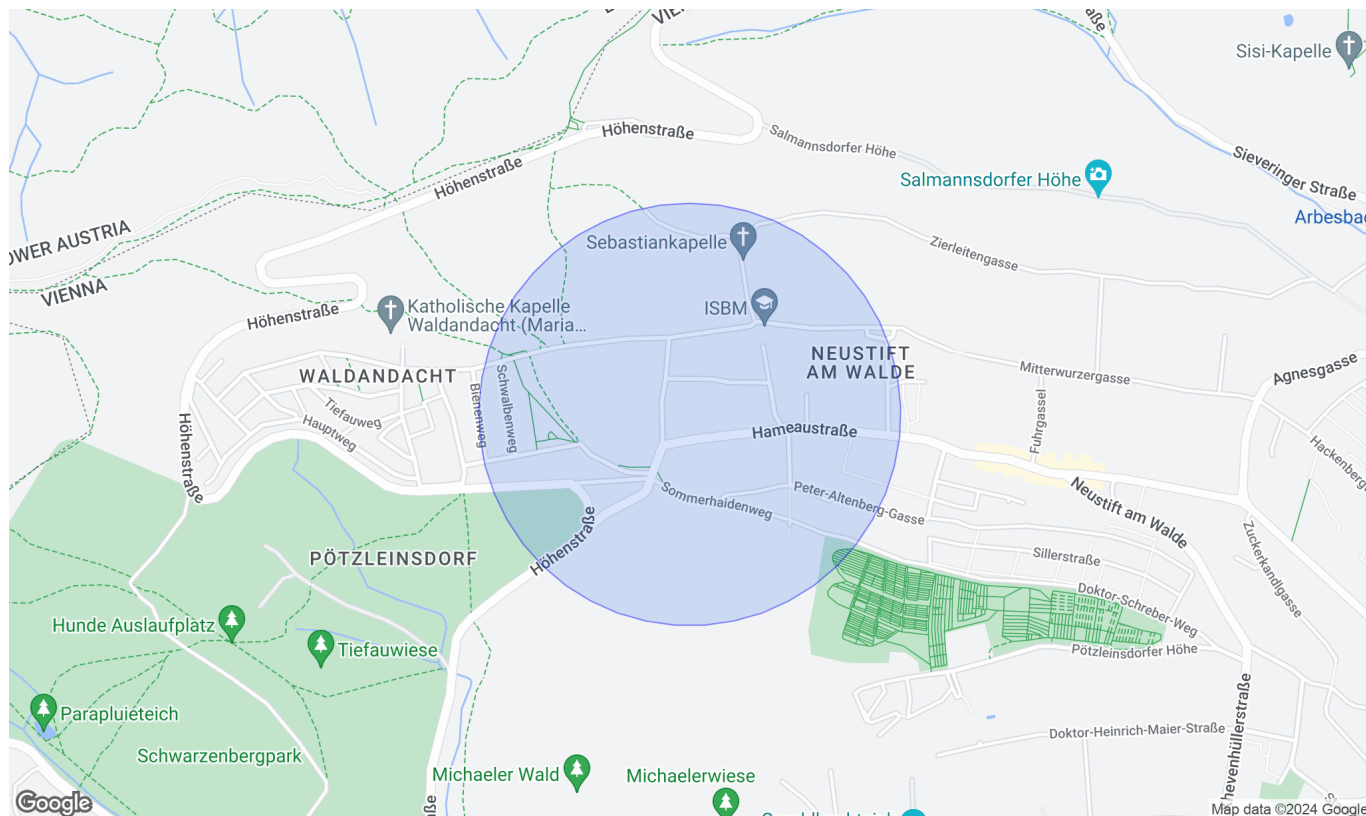 Sisi-Kapelle
Höhenstraße
Salmannsdorfer Höhe
Höhenstraße
Sieveringer Straße
Salmannsdorfer Höhe
OWER AUSTRIA
Arbesba
Sebastiankapelle
Zierleitengasse
VIENNA
Katholische Kapelle
Waldandacht (Maria...
ISBM
Höhenstraße
NEUSTIFT
AM WALDE
WALDANDACHT
Mitterwurzergasse
Agnesgasse
Bienenweg
Schwalbenweg
Tiefauweg
Hauptweg
Fuhrgassel
Hameaustraße
Höhenstraße
Hackenberg
Neustift am Walde
Sommerhaidenweg
Peter-Altenberg-Gasse
Höhenstraße
PÖTZLEINSDORF
Sillerstraße
Zuckerkandlgasse
Doktor-Schreber-Weg
Hunde Auslaufplatz
Tiefauwiese
Pötzleinsdorfer Höhe
Parapluieteich
Doktor-Heinrich-Maier-Straße
hevenhüllerstraße
Schwarzenbergpark
Michaeler Wald
Michaelerwiese
Google
Map data ©2024 Google